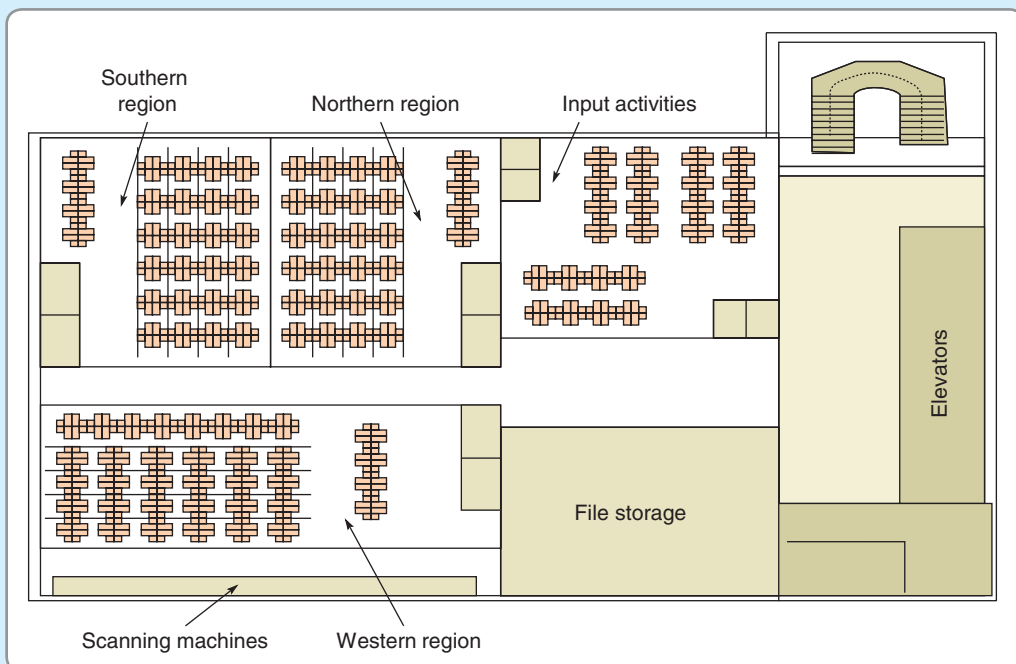 Southern
region
Northern region
Input activities
Elevators
File storage
Scanning machines
Western region